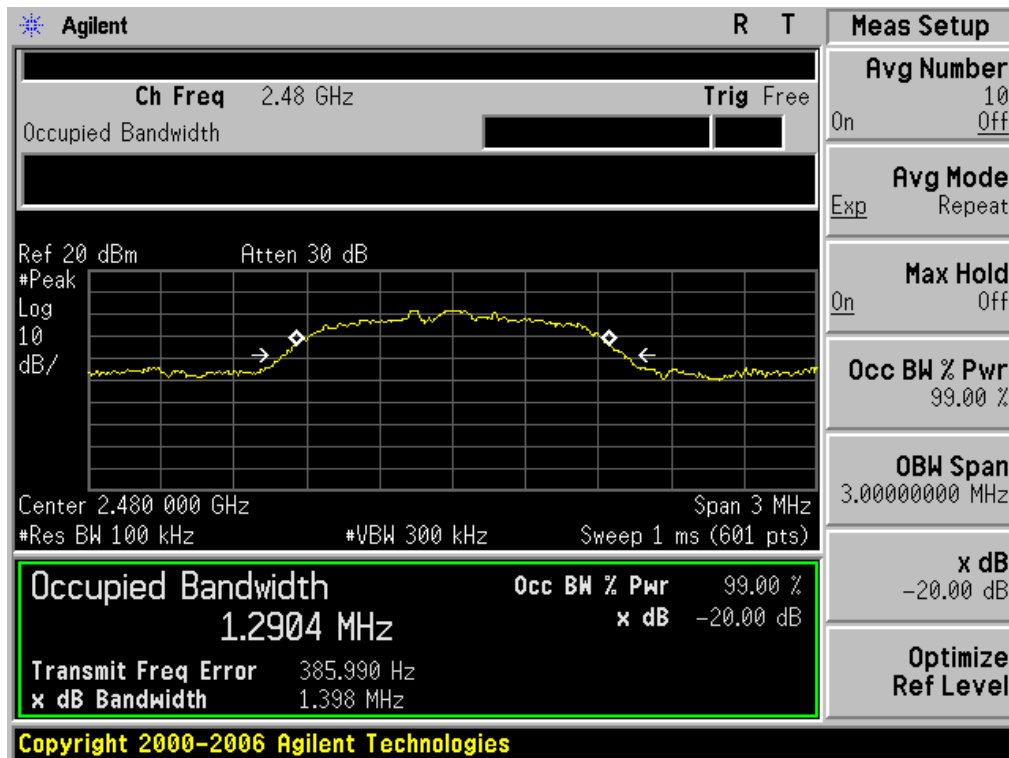 Agilent R T
Ch Freq 2.48 GHz Trig Free
Occupied Bandwidth
Ref 20 dBm Atten 30 dB
#Peak
Log
10
dB/
Center 2.480 000 GHz Span 3 MHz
#Res BW 100 kHz #VBW 300 kHz Sweep 1 ms (601 pts)
Occupied Bandwidth Occ BW % Pwr 99.00 %
1.2904 MHz x dB -20.00 dB
Transmit Freq Error 385.990 Hz
x dB Bandwidth 1.398 MHz
Copyright 2000-2006 Agilent Technologies
Meas Setup
Avg Number
10
On Off
Avg Mode
Exp Repeat
Max Hold
On Off
Occ BW % Pwr
99.00 %
OBW Span
3.00000000 MHz
x dB
-20.00 dB
Optimize
Ref Level